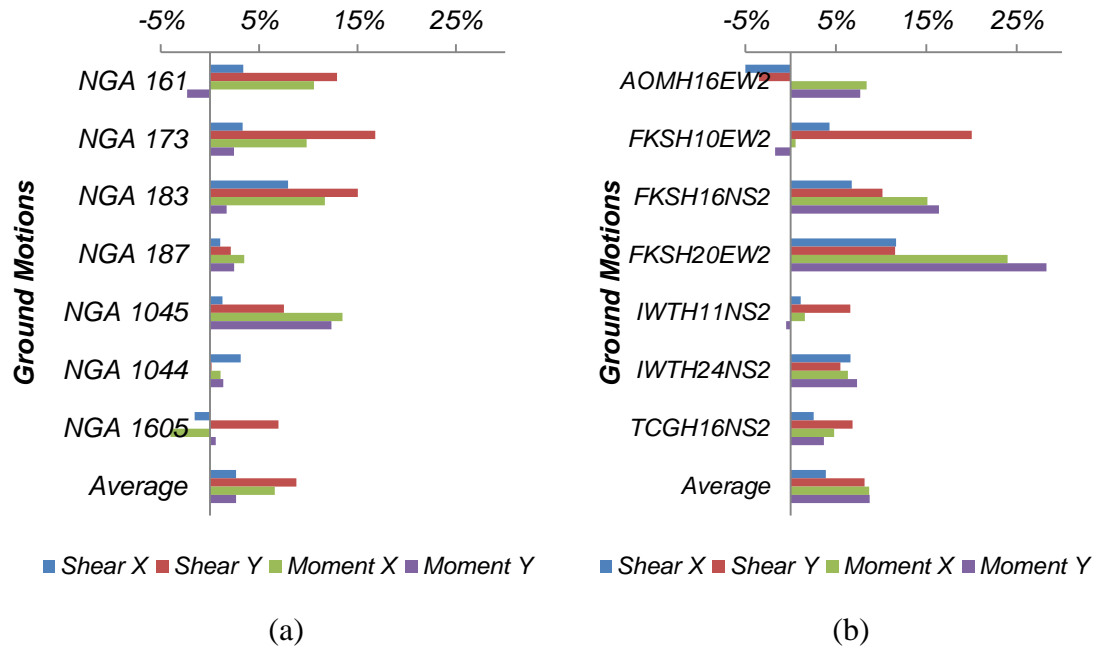 -5% 5% 15% 25%
Ground Motions
NGA 161
NGA 173
NGA 183
NGA 187
NGA 1045
NGA 1044
NGA 1605
Average
Shear X Shear Y Moment X Moment Y
(a)
-5% 5% 15% 25%
Ground Motions
AOMH16EW2
FKSH10EW2
FKSH16NS2
FKSH20EW2
IWTH11NS2
IWTH24NS2
TCGH16NS2
Average
Shear X Shear Y Moment X Moment Y
(b)